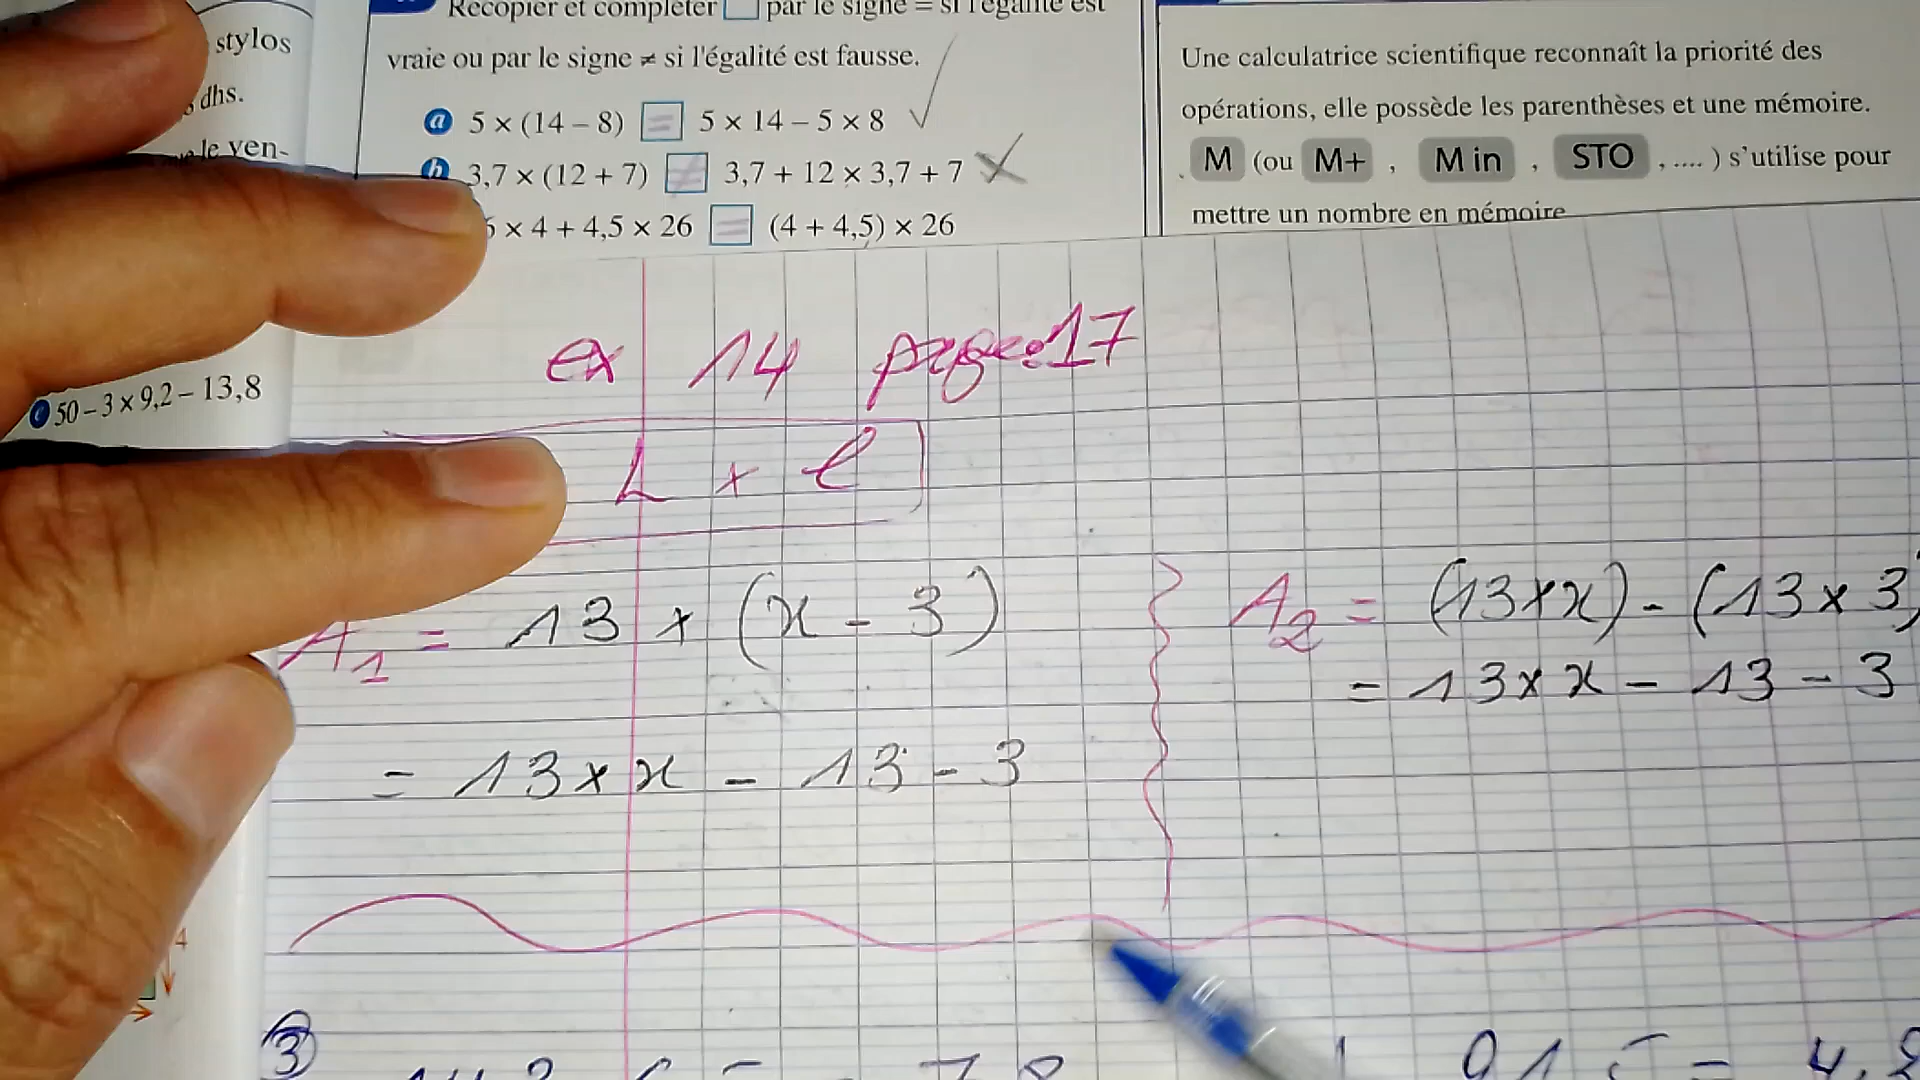 stylos
dhs.
le ven-
50 – 3 × 9,2 – 13,8
Recopier et compléter □ par le signe = si l'égalité est
vraie ou par le signe ≠ si l'égalité est fausse.
a 5 × (14 – 8) = 5 × 14 – 5 × 8
b 3,7 × (12 + 7) ≠ 3,7 + 12 × 3,7 + 7
6 × 4 + 4,5 × 26 = (4 + 4,5) × 26
Une calculatrice scientifique reconnaît la priorité des
opérations, elle possède les parenthèses et une mémoire.
M (ou M+ , M in , STO , .... ) s'utilise pour
mettre un nombre en mémoire
ex 14 page:17
L × l
A1 = 13 × (x - 3)
= 13 × x - 13 - 3
A2 = (13 × x) - (13 × 3)
= 13 × x - 13 - 3
4
3